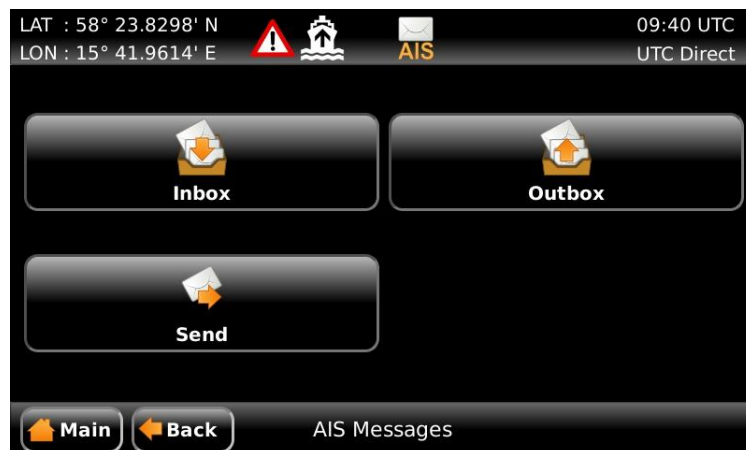 LAT : 58° 23.8298' N
LON : 15° 41.9614' E
AIS
09:40 UTC
UTC Direct
Inbox
Outbox
Send
Main
Back
AIS Messages